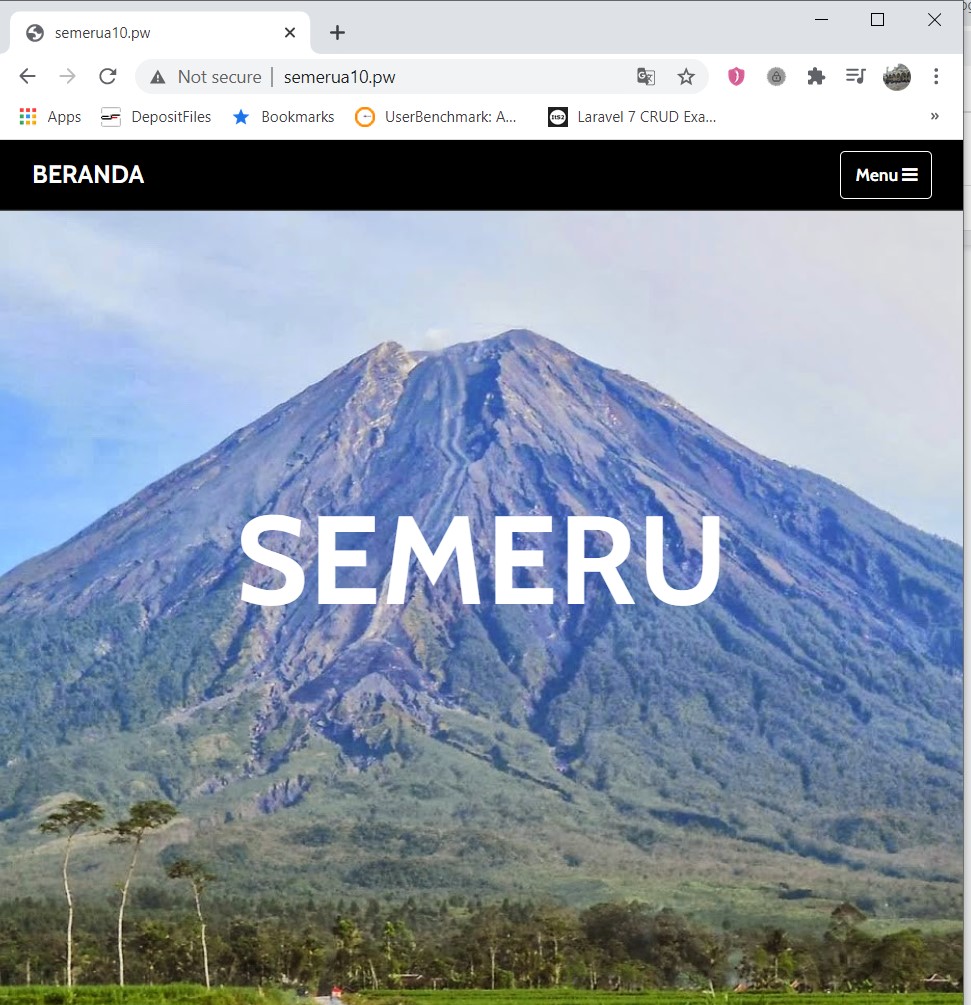 semerua10.pw
Not secure | semerua10.pw
Apps DepositFiles Bookmarks UserBenchmark: A... Laravel 7 CRUD Exa... »
BERANDA Menu
SEMERU